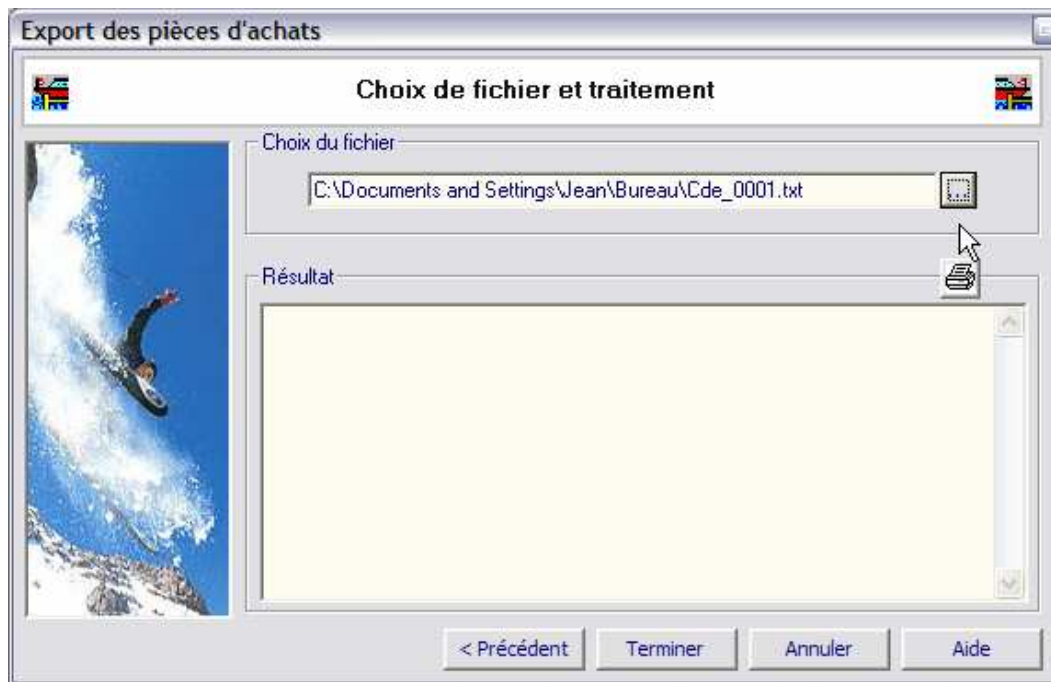 Export des pièces d'achats
Choix de fichier et traitement
Choix du fichier
C:\Documents and Settings\Jean\Bureau\Cde_0001.txt
...
Résultat
< Précédent
Terminer
Annuler
Aide